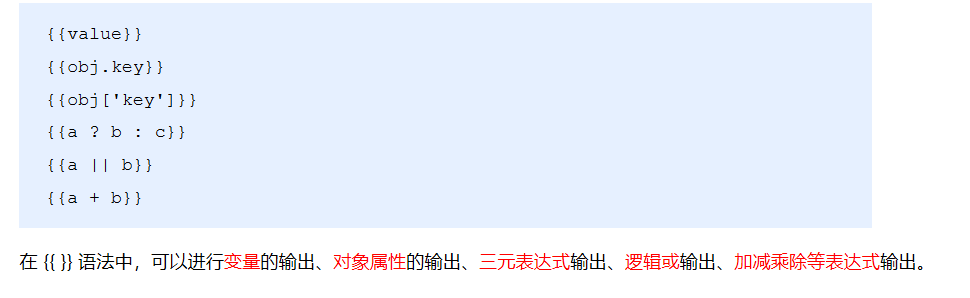 {{value}}
{{obj.key}}
{{obj['key']}}
{{a ? b : c}}
{{a || b}}
{{a + b}}
在 {{ }} 语法中，可以进行变量的输出、对象属性的输出、三元表达式输出、逻辑或输出、加减乘除等表达式输出。